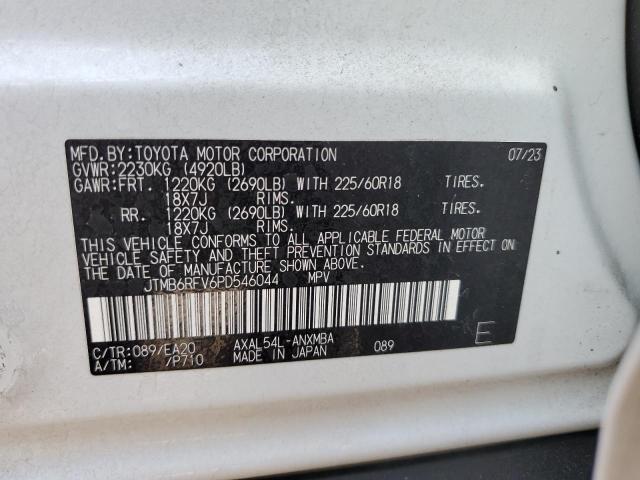 MFD.BY:TOYOTA MOTOR CORPORATION 07/23
GVWR:2230KG (4920LB)
GAWR:FRT. 1220KG (2690LB) WITH 225/60R18 TIRES.
18X7J RIMS.
RR. 1220KG (2690LB) WITH 225/60R18 TIRES.
18X7J RIMS.
THIS VEHICLE CONFORMS TO ALL APPLICABLE FEDERAL MOTOR
VEHICLE SAFETY AND THEFT PREVENTION STANDARDS IN EFFECT ON
THE DATE OF MANUFACTURE SHOWN ABOVE.
JTMB6RFV6PD546044 MPV
C/TR:089/EA20 AXAL54L-ANXMBA 089
A/TM: /P710 MADE IN JAPAN
E